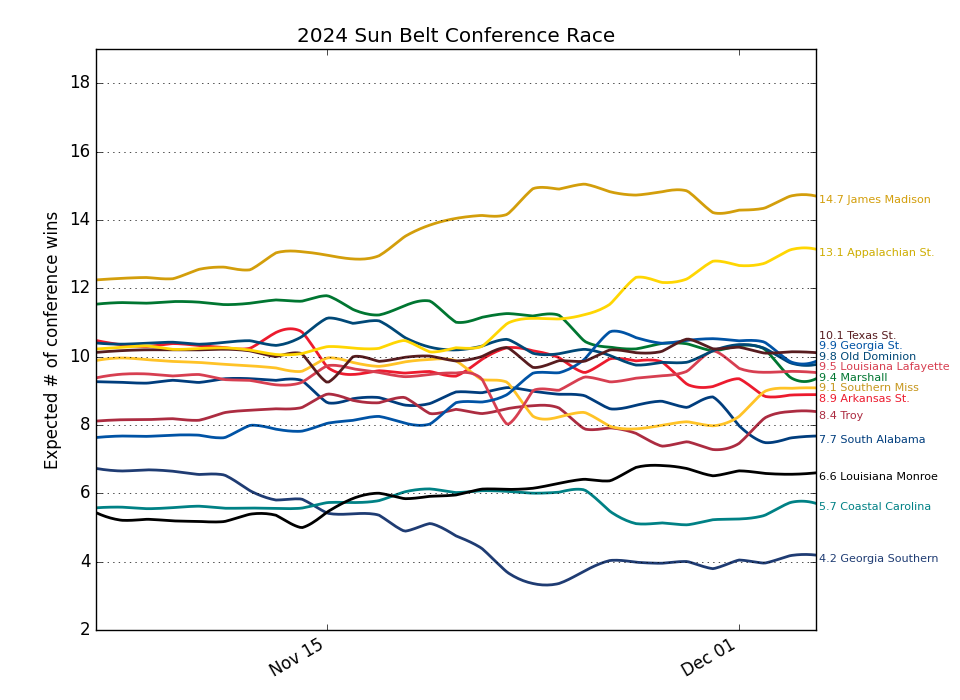 2024 Sun Belt Conference Race
Expected # of conference wins
18
16
14
12
10
8
6
4
2
Nov 15
Dec 01
14.7 James Madison
13.1 Appalachian St.
10.1 Texas St.
9.9 Georgia St.
9.8 Old Dominion
9.5 Louisiana Lafayette
9.4 Marshall
9.1 Southern Miss
8.9 Arkansas St.
8.4 Troy
7.7 South Alabama
6.6 Louisiana Monroe
5.7 Coastal Carolina
4.2 Georgia Southern